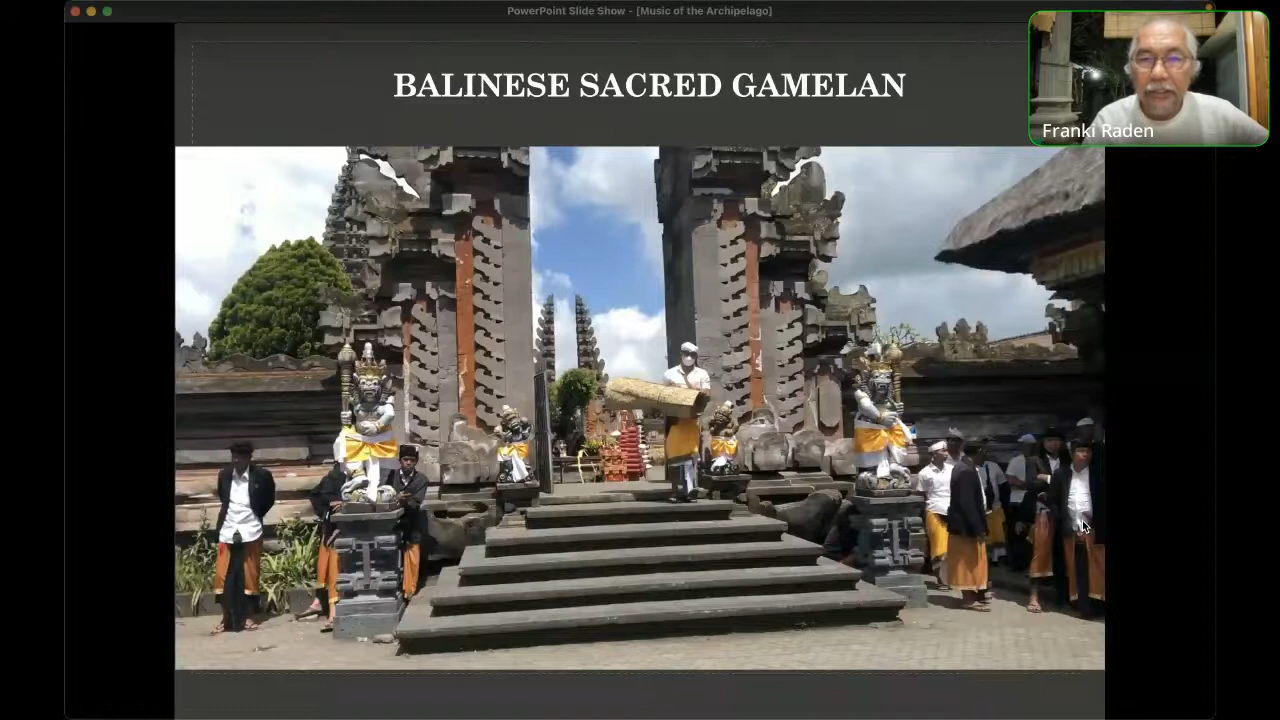 PowerPoint Slide Show - [Music of the Archipelago]
BALINESE SACRED GAMELAN
Franki Raden